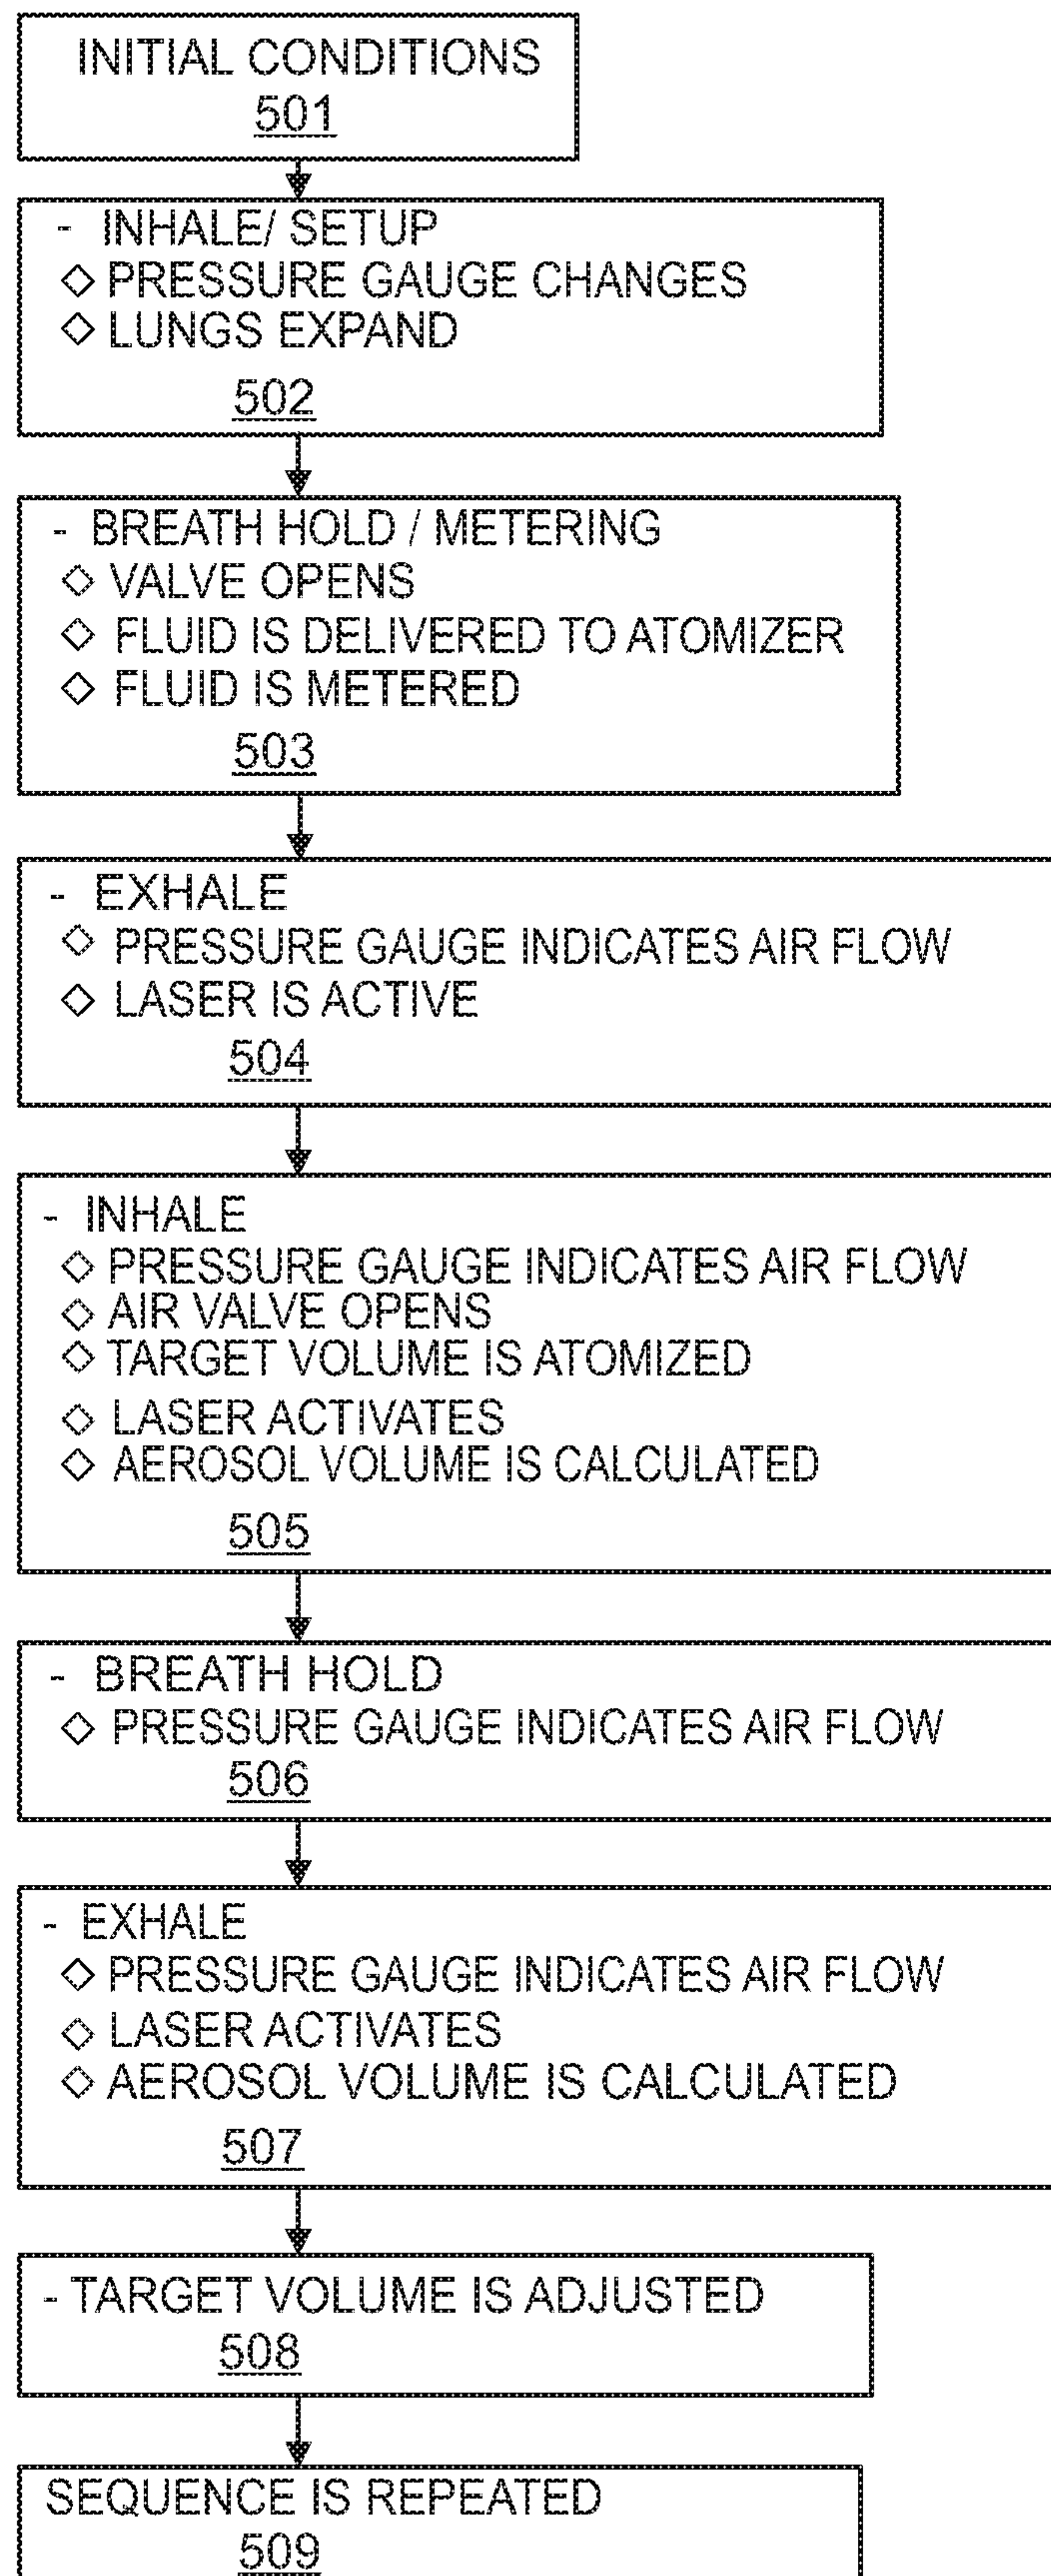 INITIAL CONDITIONS
501
- INHALE/ SETUP
◇ PRESSURE GAUGE CHANGES
◇ LUNGS EXPAND
502
- BREATH HOLD / METERING
◇ VALVE OPENS
◇ FLUID IS DELIVERED TO ATOMIZER
◇ FLUID IS METERED
503
- EXHALE
◇ PRESSURE GAUGE INDICATES AIR FLOW
◇ LASER IS ACTIVE
504
- INHALE
◇ PRESSURE GAUGE INDICATES AIR FLOW
◇ AIR VALVE OPENS
◇ TARGET VOLUME IS ATOMIZED
◇ LASER ACTIVATES
◇ AEROSOL VOLUME IS CALCULATED
505
- BREATH HOLD
◇ PRESSURE GAUGE INDICATES AIR FLOW
506
- EXHALE
◇ PRESSURE GAUGE INDICATES AIR FLOW
◇ LASER ACTIVATES
◇ AEROSOL VOLUME IS CALCULATED
507
- TARGET VOLUME IS ADJUSTED
508
SEQUENCE IS REPEATED
509